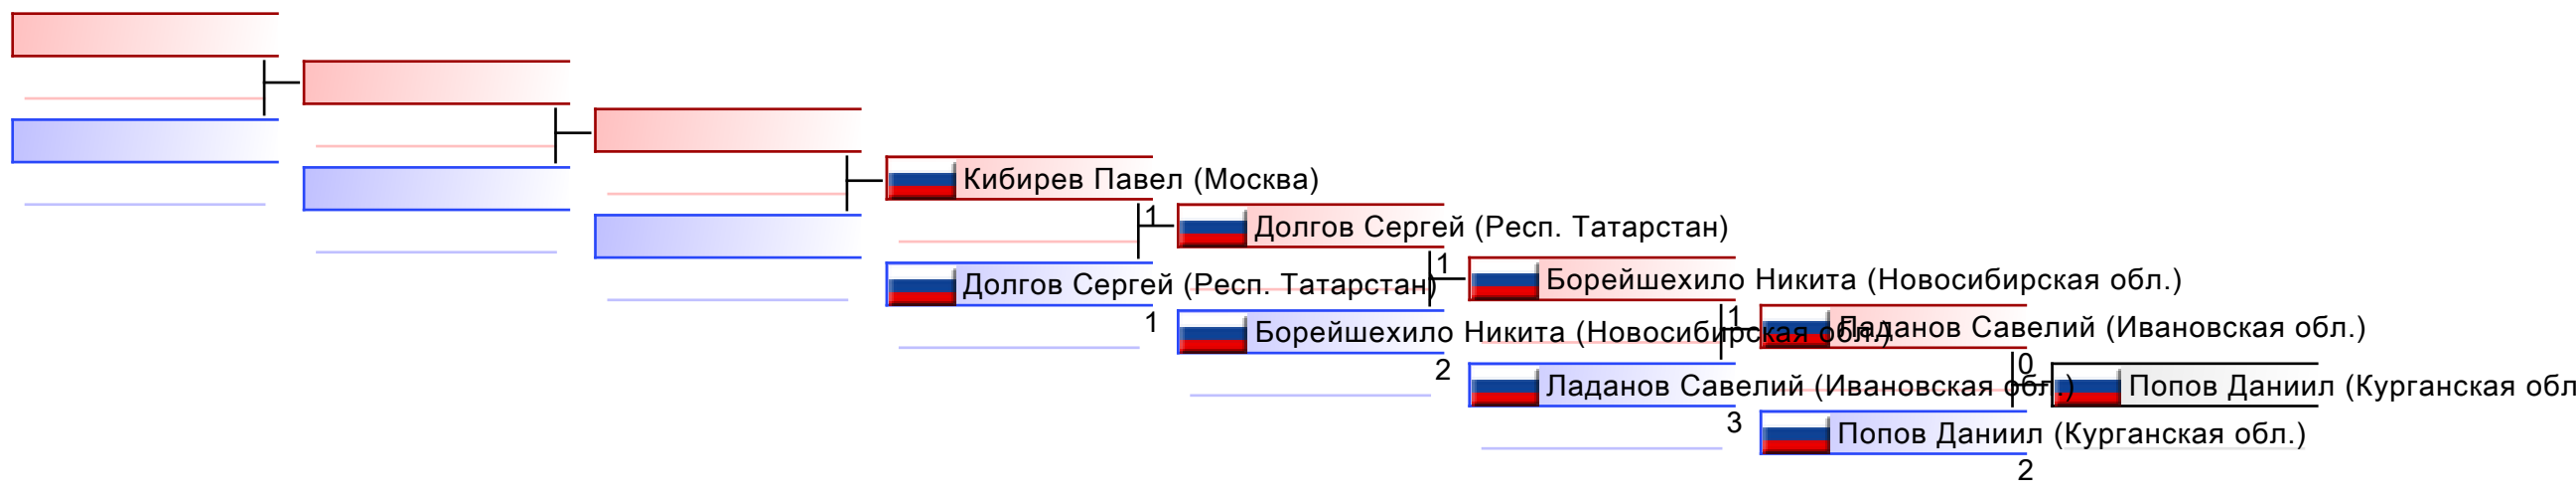 Кибирев Павел (Москва)
1
Долгов Сергей (Респ. Татарстан)
1
Долгов Сергей (Респ. Татарстан)
Борейшехило Никита (Новосибирская обл.)
1
1
Борейшехило Никита (Новосибирская обл.)
Ладанов Савелий (Ивановская обл.)
2
0
Ладанов Савелий (Ивановская обл.)
Попов Даниил (Курганская обл
3
Попов Даниил (Курганская обл.)
2